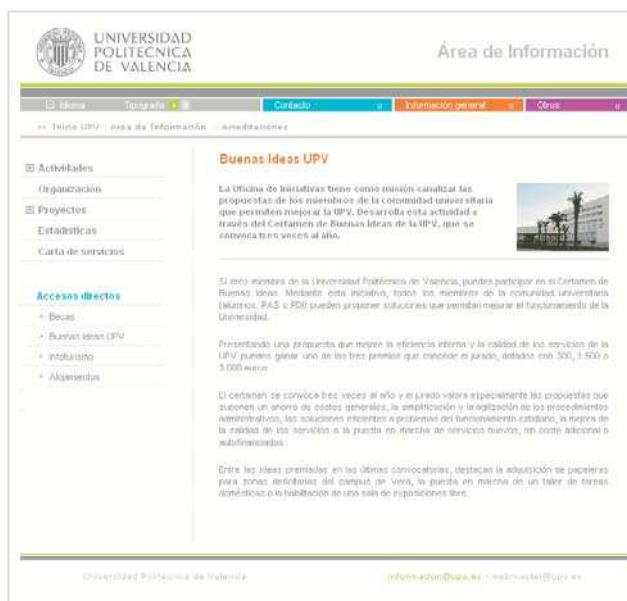 UNIVERSIDAD
POLITECNICA
DE VALENCIA
Área de Información
Idioma Tipografía
Contacto
Información general
Otros
>> Inicio UPV : Área de Información : Acreditaciones
Buenas Ideas UPV
Actividades
Organización
Proyectos
Estadísticas
Carta de servicios
Accesos directos
Becas
Buenas Ideas UPV
Infoturismo
Alojamientos
La Oficina de Iniciativas tiene como misión canalizar las
propuestas de los miembros de la comunidad universitaria
que permiten mejorar la UPV. Desarrolla esta actividad a
través del Certamen de Buenas Ideas de la UPV, que se
convoca tres veces al año.
Si eres miembro de la Universidad Politécnica de Valencia, puedes participar en el Certamen de
Buenas Ideas. Mediante esta iniciativa, todos los miembros de la comunidad universitaria
(alumnos, PAS o PDI) pueden proponer soluciones que permitan mejorar el funcionamiento de la
Universidad.
Presentando una propuesta que mejore la eficiencia interna y la calidad de los servicios de la
UPV puedes ganar uno de los tres premios que concede el jurado, dotados con 300, 1.500 o
3.000 euros.
El certamen se convoca tres veces al año y el jurado valora especialmente las propuestas que
suponen un ahorro de costes generales, la simplificación y la agilización de los procedimientos
administrativos, las soluciones eficientes a problemas del funcionamiento cotidiano, la mejora de
la calidad de los servicios o la puesta en marcha de servicios nuevos, sin coste adicional o
autofinanciados.
Entre las ideas premiadas en las últimas convocatorias, destacan la adquisición de papeleras
para zonas deficitarias del campus de Vera, la puesta en marcha de un taller de tareas
domésticas o la habilitación de una sala de exposiciones libre.
Universidad Politécnica de Valencia
informacion@upv.es - webmaster@upv.es